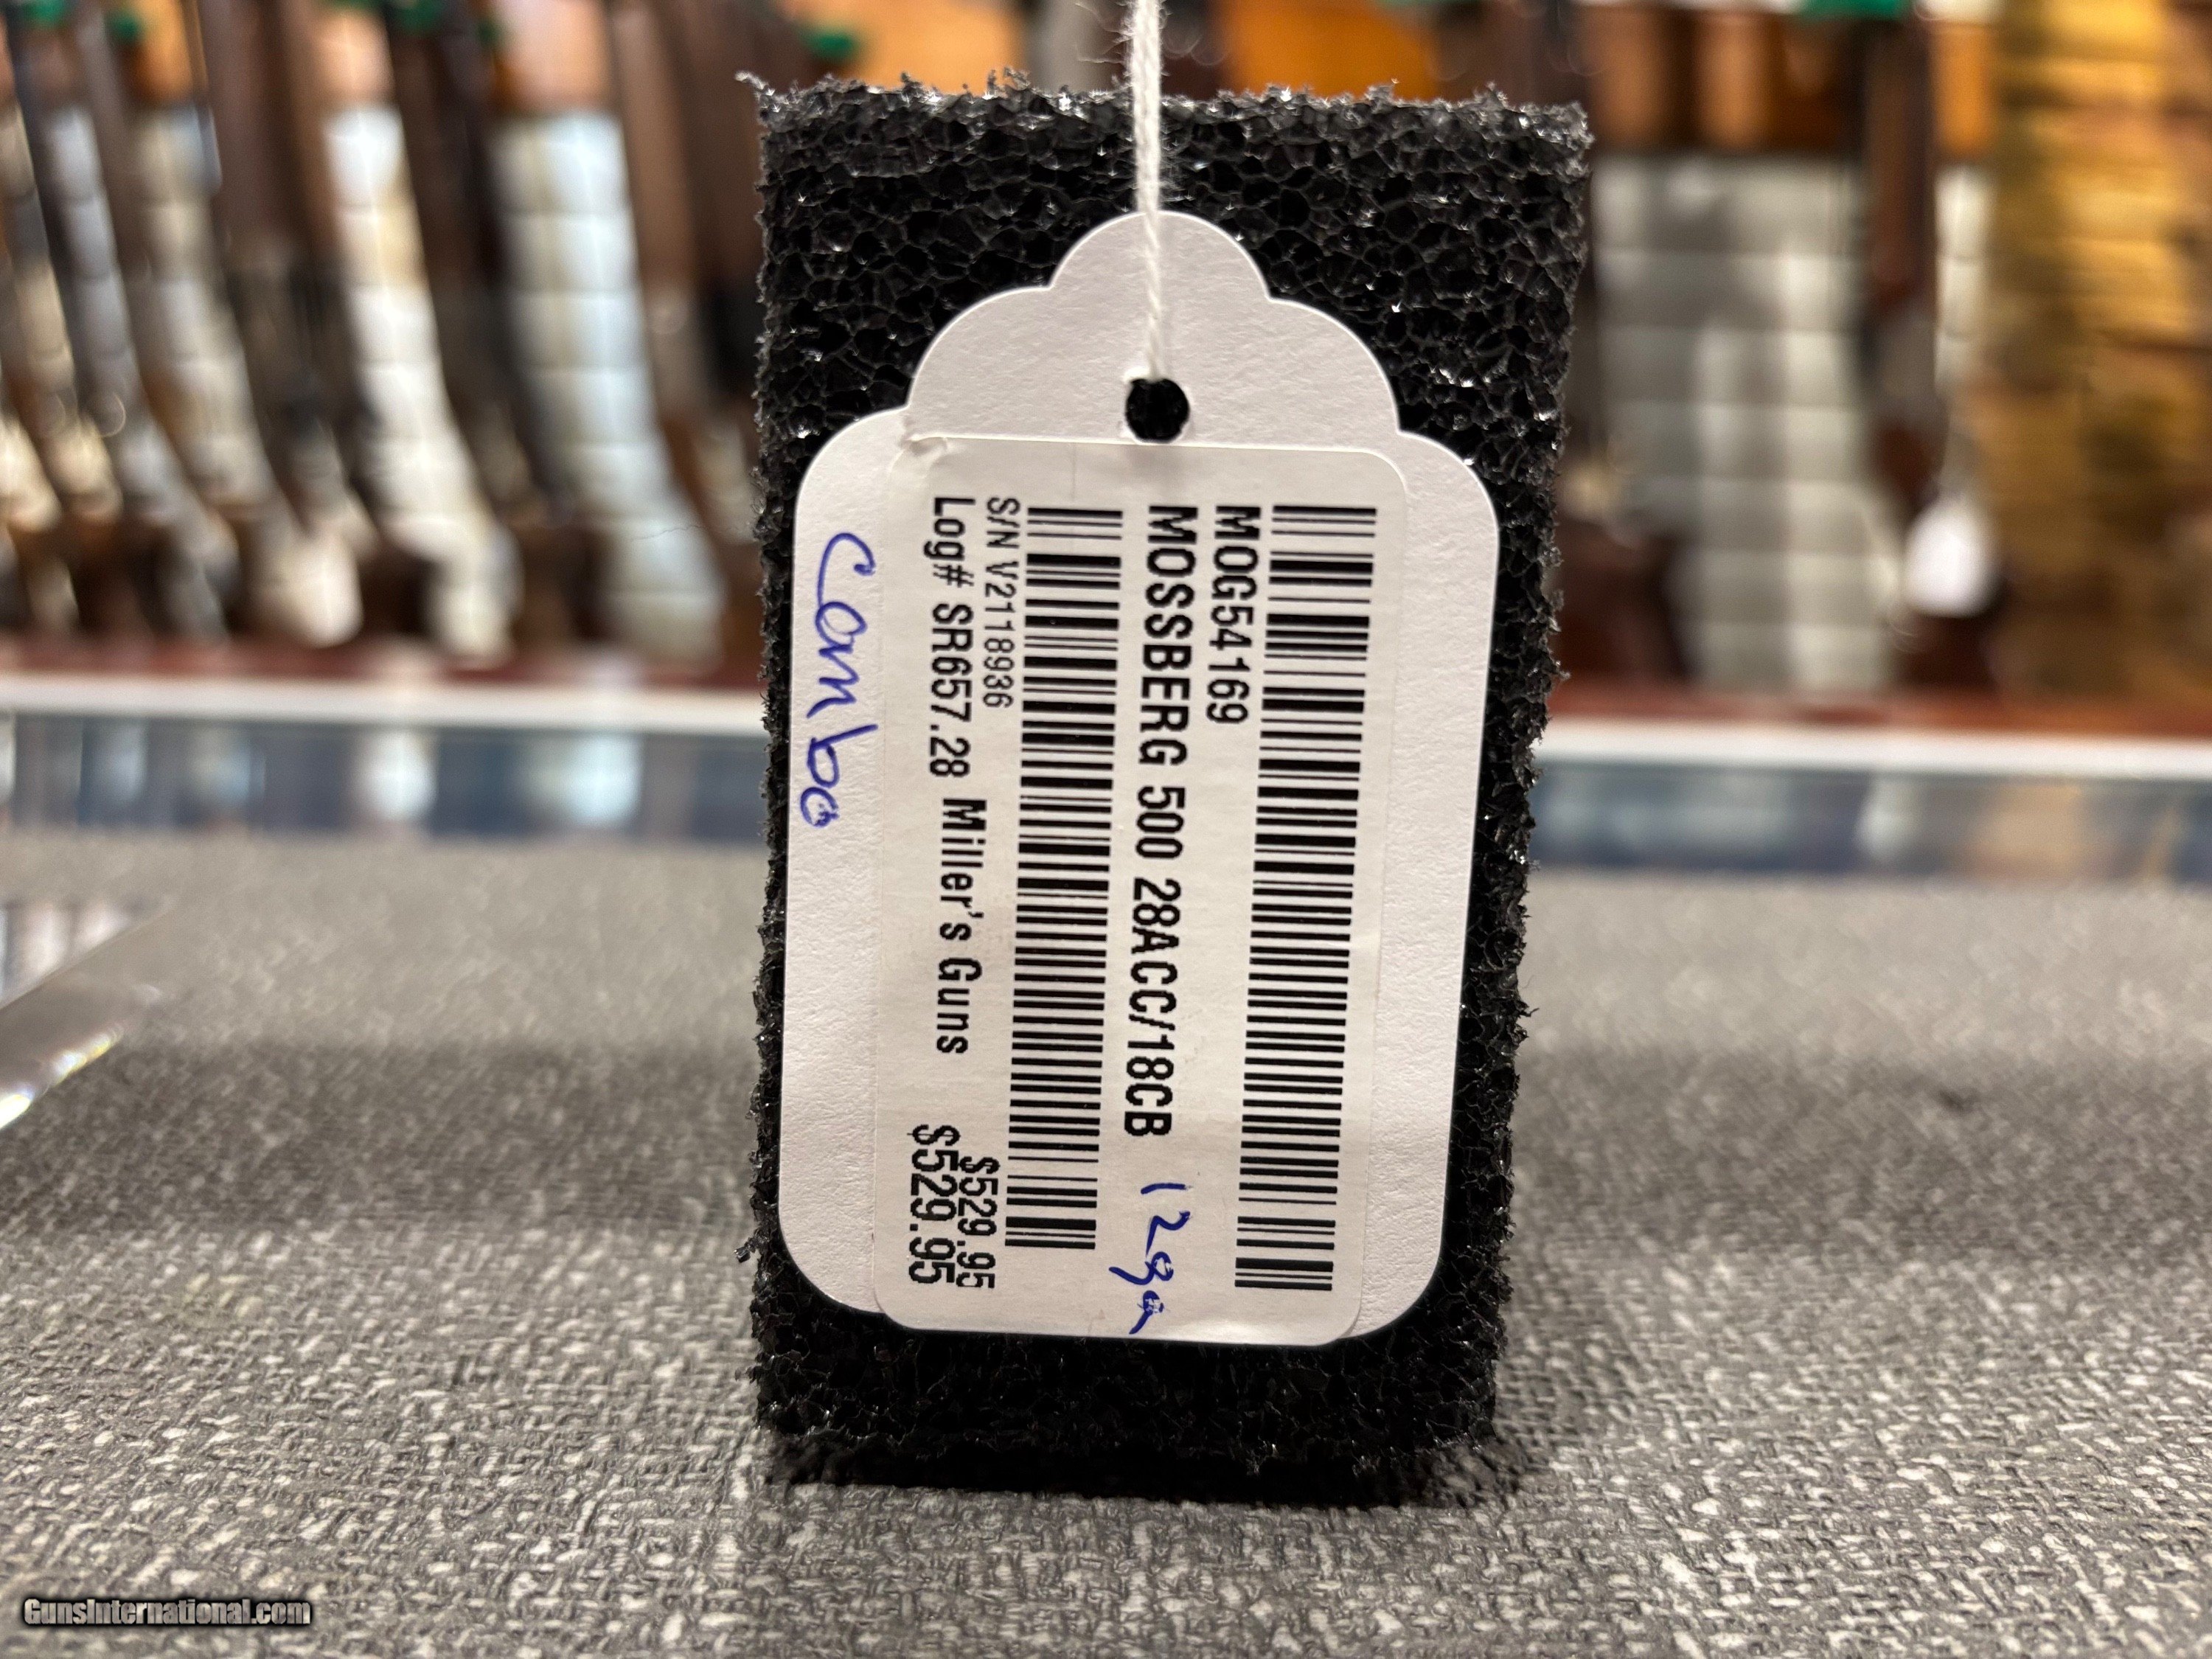 MOG54169
MOSSBERG 500 28ACC/18CB 12ga
S/N V2118936 $529.95
Log# SR657.28 Miller's Guns $529.95
Combo
GunsInternational.com